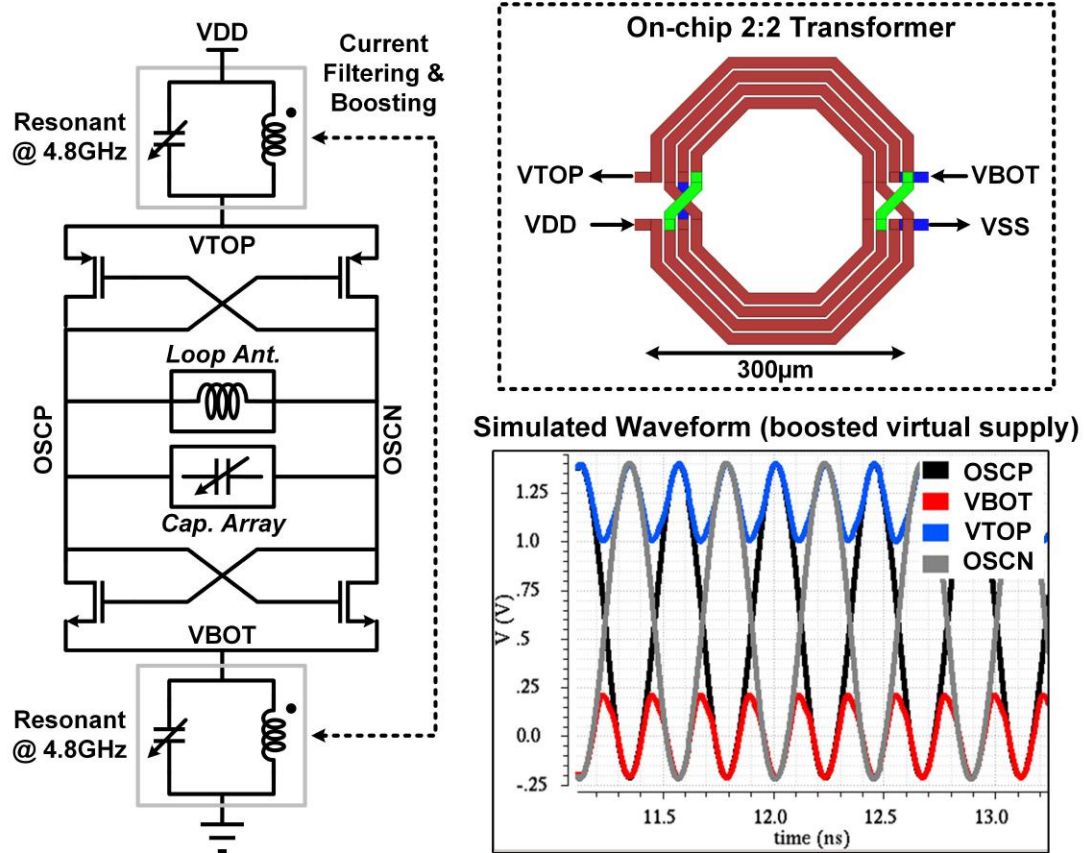 VDD
Current
Filtering &
Boosting
Resonant
@ 4.8GHz
VTOP
Loop Ant.
OSCP
OSCN
Cap. Array
VBOT
Resonant
@ 4.8GHz
On-chip 2:2 Transformer
VTOP
VBOT
VDD
VSS
300µm
Simulated Waveform (boosted virtual supply)
OSCP
VBOT
VTOP
OSCN
V (V)
1.25
1.0
.75
.5
.25
0.0
-.25
11.5
12.0
12.5
13.0
time (ns)